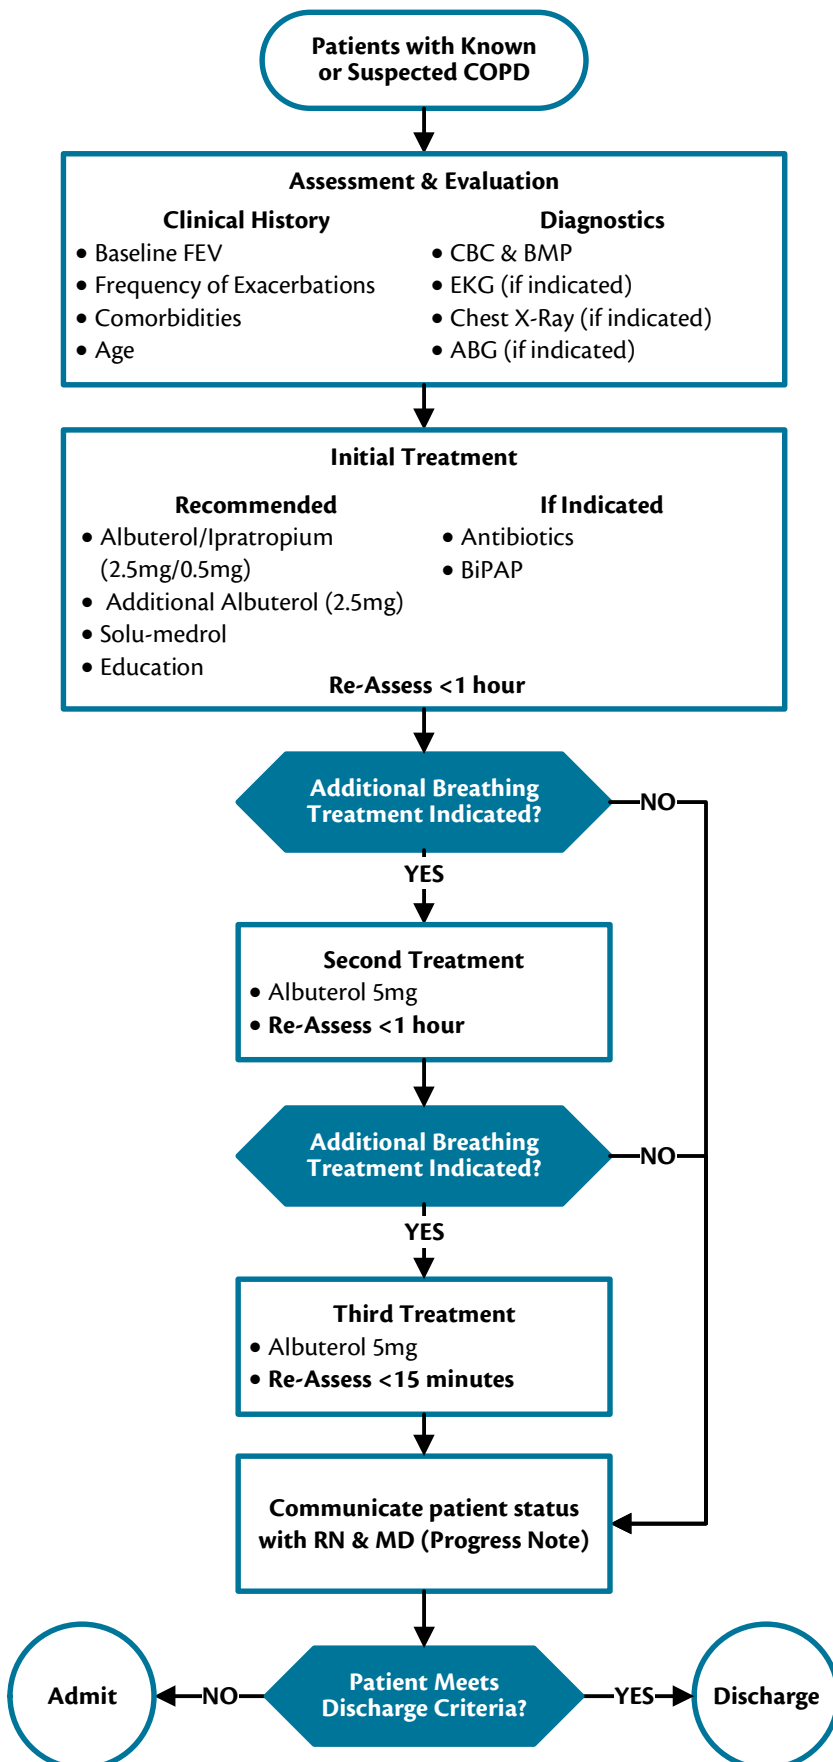 Patients with Known
or Suspected COPD
Assessment & Evaluation
Clinical History
• Baseline FEV
• Frequency of Exacerbations
• Comorbidities
• Age
Diagnostics
• CBC & BMP
• EKG (if indicated)
• Chest X-Ray (if indicated)
• ABG (if indicated)
Initial Treatment
Recommended
• Albuterol/Ipratropium
(2.5mg/0.5mg)
• Additional Albuterol (2.5mg)
• Solu-medrol
• Education
If Indicated
• Antibiotics
• BiPAP
Re-Assess <1 hour
Additional Breathing
Treatment Indicated?
NO
YES
Second Treatment
• Albuterol 5mg
• Re-Assess <1 hour
Additional Breathing
Treatment Indicated?
NO
YES
Third Treatment
• Albuterol 5mg
• Re-Assess <15 minutes
Communicate patient status
with RN & MD (Progress Note)
Patient Meets
Discharge Criteria?
NO
Admit
YES
Discharge